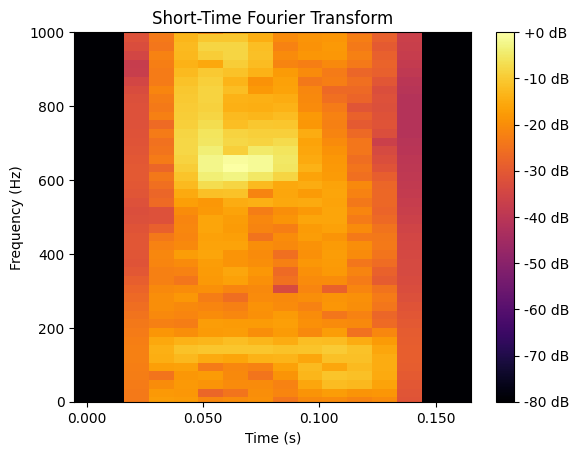 Short-Time Fourier Transform
1000
800
600
400
200
0
Frequency (Hz)
0.000
0.050
0.100
0.150
Time (s)
+0 dB
-10 dB
-20 dB
-30 dB
-40 dB
-50 dB
-60 dB
-70 dB
-80 dB